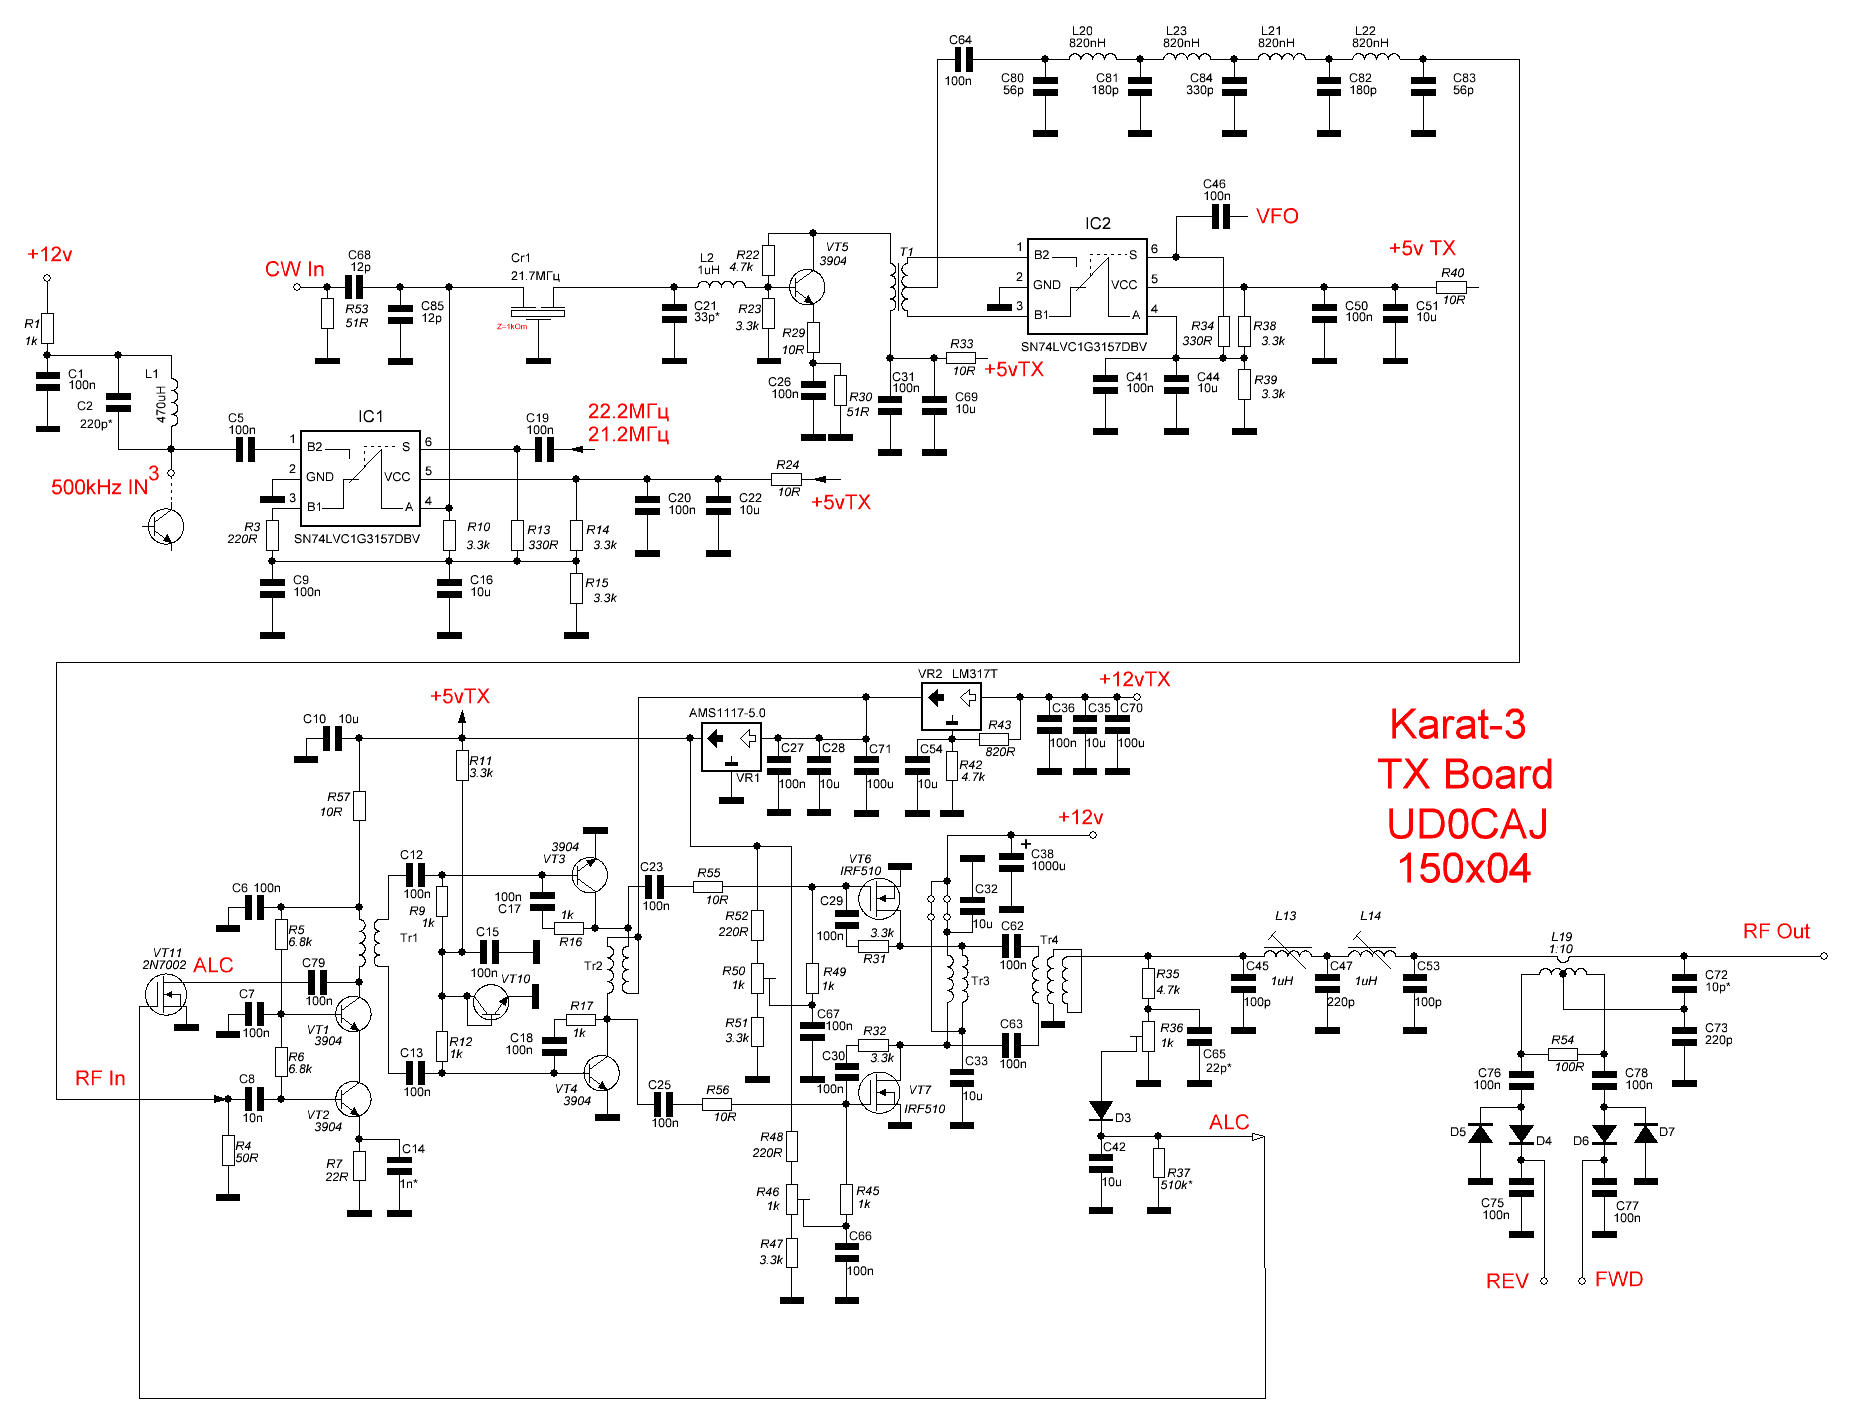 C64
100n
L20
820nH
L23
820nH
L21
820nH
L22
820nH
C80
56p
C81
180p
C84
330p
C82
180p
C83
56p
+12v
R1
1k
C1
100n
C2
220p*
L1
470uH
500kHz IN
3
CW In
C68
12p
R53
51R
C85
12p
Cr1
21.7МГц
Z=1kOm
L2
1uH
C21
33p*
R22
4.7k
R23
3.3k
VT5
3904
R29
10R
C26
100n
R30
51R
T1
C31
100n
R33
10R
+5vTX
C69
10u
IC2
1
B2
2
GND
3
B1
S
6
VCC
5
A
4
SN74LVC1G3157DBV
C46
100n
VFO
+5v TX
R40
10R
C50
100n
C51
10u
R34
330R
R38
3.3k
R39
3.3k
C41
100n
C44
10u
C5
100n
IC1
1
B2
2
GND
3
B1
S
6
VCC
5
A
4
SN74LVC1G3157DBV
C19
100n
22.2МГц
21.2МГц
R24
10R
+5vTX
C20
100n
C22
10u
R3
220R
R10
3.3k
R13
330R
R14
3.3k
R15
3.3k
C9
100n
C16
10u
+5vTX
C10
10u
R11
3.3k
R57
10R
AMS1117-5.0
VR1
VR2
LM317T
+12vTX
C27
100n
C28
10u
C71
100u
C54
10u
R42
4.7k
R43
820R
C36
100n
C35
10u
C70
100u
Karat-3
TX Board
UD0CAJ
150x04
+12v
C38
1000u
+
C32
10u
C6
100n
R5
6.8k
VT11
2N7002
ALC
C79
100n
C7
100n
VT1
3904
R6
6.8k
RF In
C8
10n
VT2
3904
R4
50R
R7
22R
C14
1n*
Tr1
C12
100n
R9
1k
C15
100n
VT10
R12
1k
C13
100n
3904
VT3
100n
C17
1k
R16
Tr2
R17
1k
C18
100n
VT4
3904
C23
100n
R55
10R
C25
100n
R56
10R
R52
220R
R50
1k
R51
3.3k
R49
1k
C67
100n
R48
220R
R46
1k
R47
3.3k
R45
1k
C66
100n
VT6
IRF510
C29
100n
3.3k
R31
R32
3.3k
C30
100n
VT7
IRF510
Tr3
C33
10u
C62
100n
C63
100n
Tr4
R35
4.7k
R36
1k
C65
22p*
D3
ALC
C42
10u
R37
510k*
C45
100p
L13
1uH
C47
220p
L14
1uH
C53
100p
L19
1:10
RF Out
C72
10p*
C73
220p
R54
100R
C76
100n
C78
100n
D5
D4
D6
D7
C75
100n
C77
100n
REV
FWD